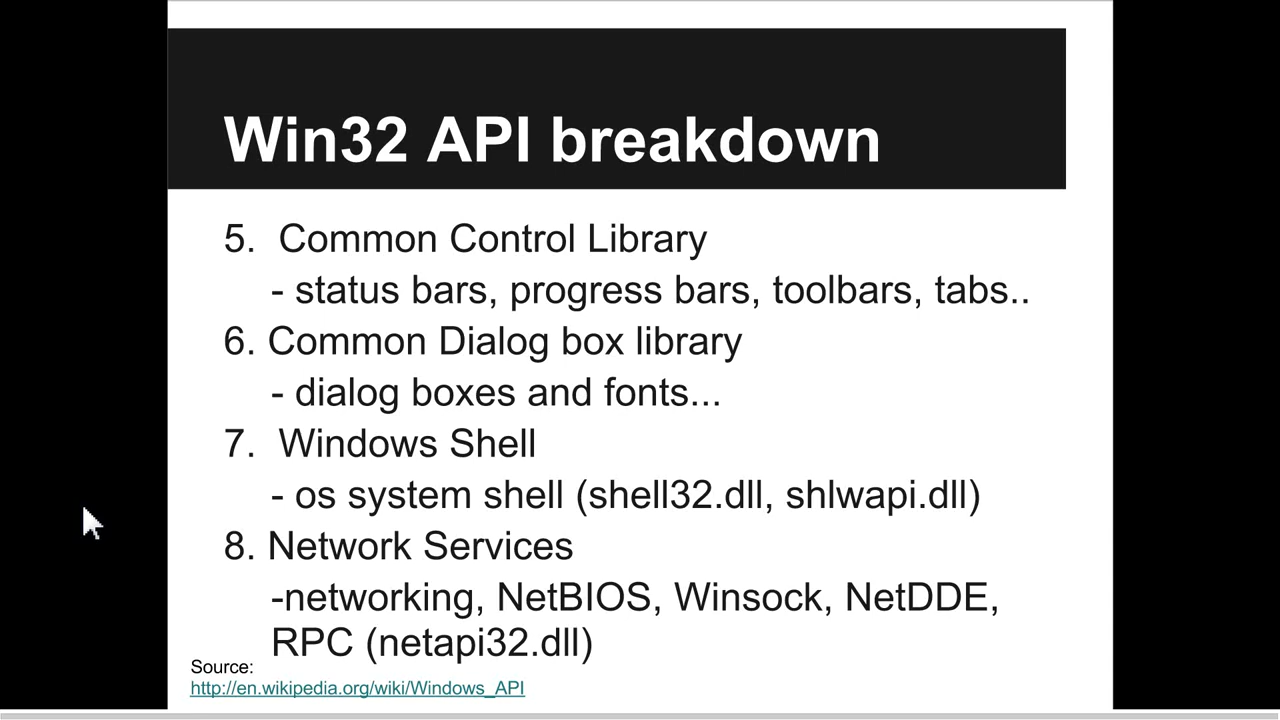 Win32 API breakdown
5. Common Control Library
- status bars, progress bars, toolbars, tabs..
6. Common Dialog box library
- dialog boxes and fonts...
7. Windows Shell
- os system shell (shell32.dll, shlwapi.dll)
8. Network Services
-networking, NetBIOS, Winsock, NetDDE,
RPC (netapi32.dll)
Source:
http://en.wikipedia.org/wiki/Windows_API